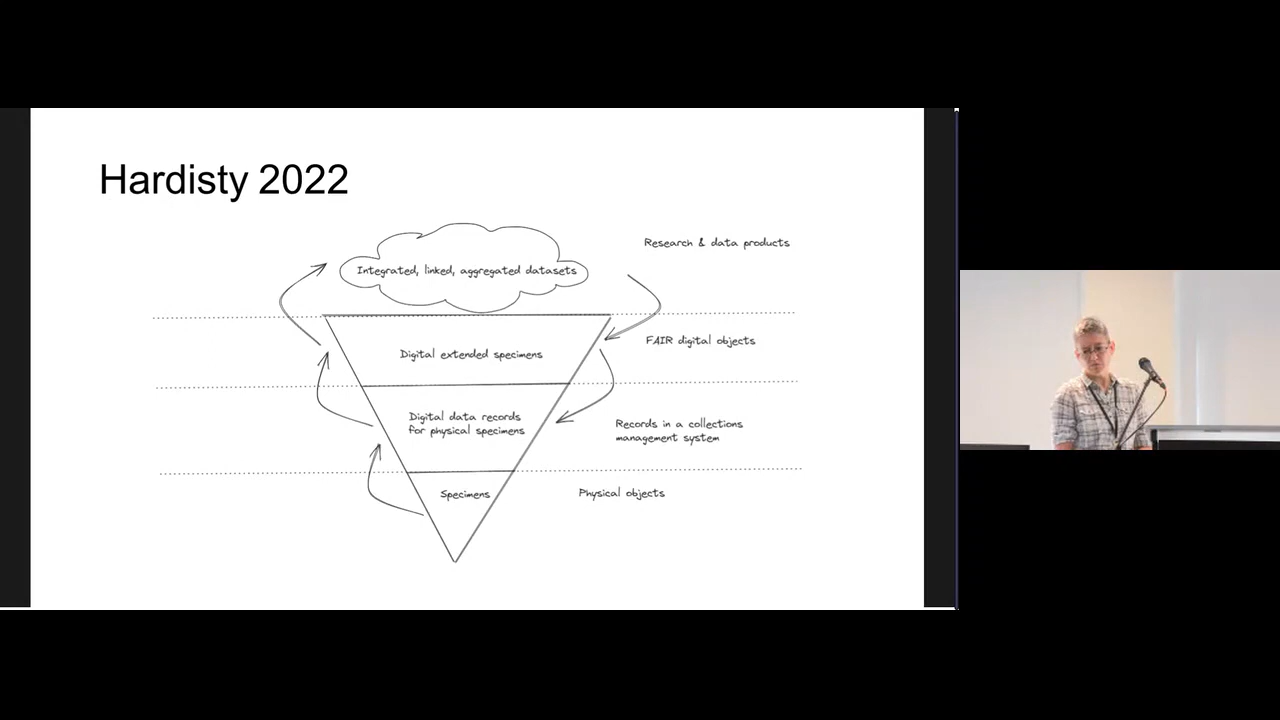 Hardisty 2022
Research & data products
Integrated, linked, aggregated datasets
FAIR digital objects
Digital extended specimens
Digital data records
for physical specimens
Records in a collections
management system
Specimens
Physical objects